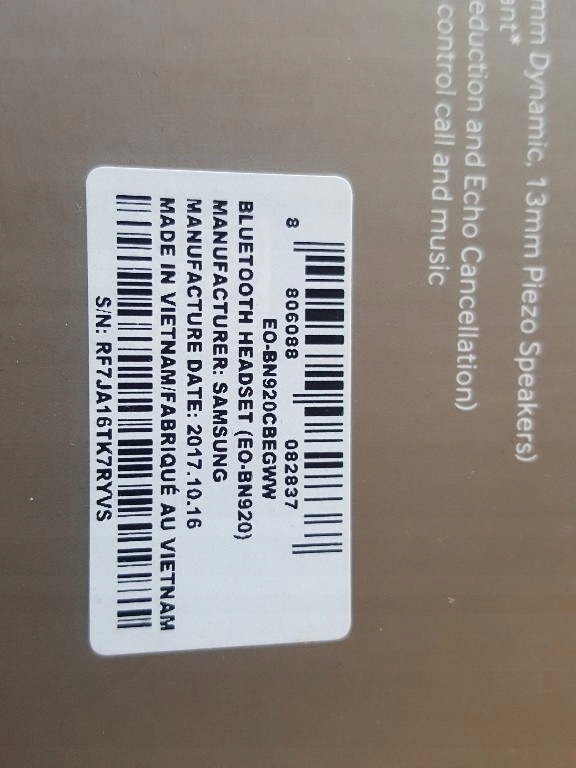 mm Dynamic, 13mm Piezo Speakers)
ent*
eduction and Echo Cancellation)
control call and music
8 806088 082837
EO-BN920CBEGWW
BLUETOOTH HEADSET (EO-BN920)
MANUFACTURER: SAMSUNG
MANUFACTURE DATE: 2017.10.16
MADE IN VIETNAM/FABRIQUÉ AU VIETNAM
S/N: RF7JA16TK7RYVS